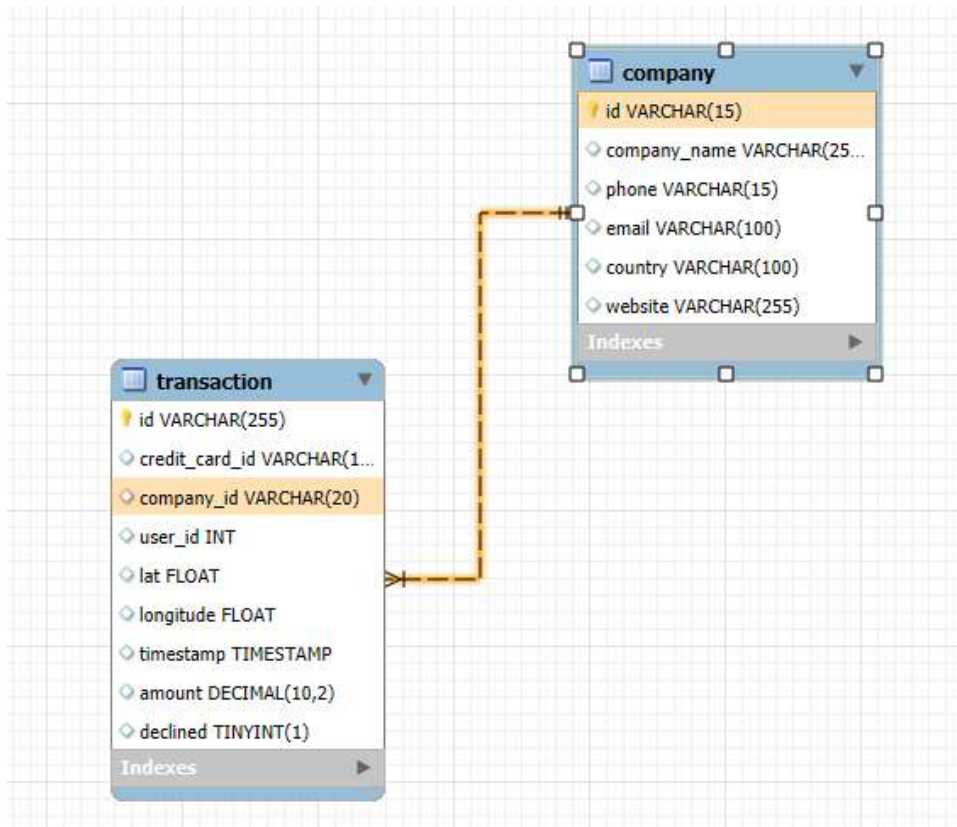 company
id VARCHAR(15)
company_name VARCHAR(25...
phone VARCHAR(15)
email VARCHAR(100)
country VARCHAR(100)
website VARCHAR(255)
Indexes
transaction
id VARCHAR(255)
credit_card_id VARCHAR(1...
company_id VARCHAR(20)
user_id INT
lat FLOAT
longitude FLOAT
timestamp TIMESTAMP
amount DECIMAL(10,2)
declined TINYINT(1)
Indexes